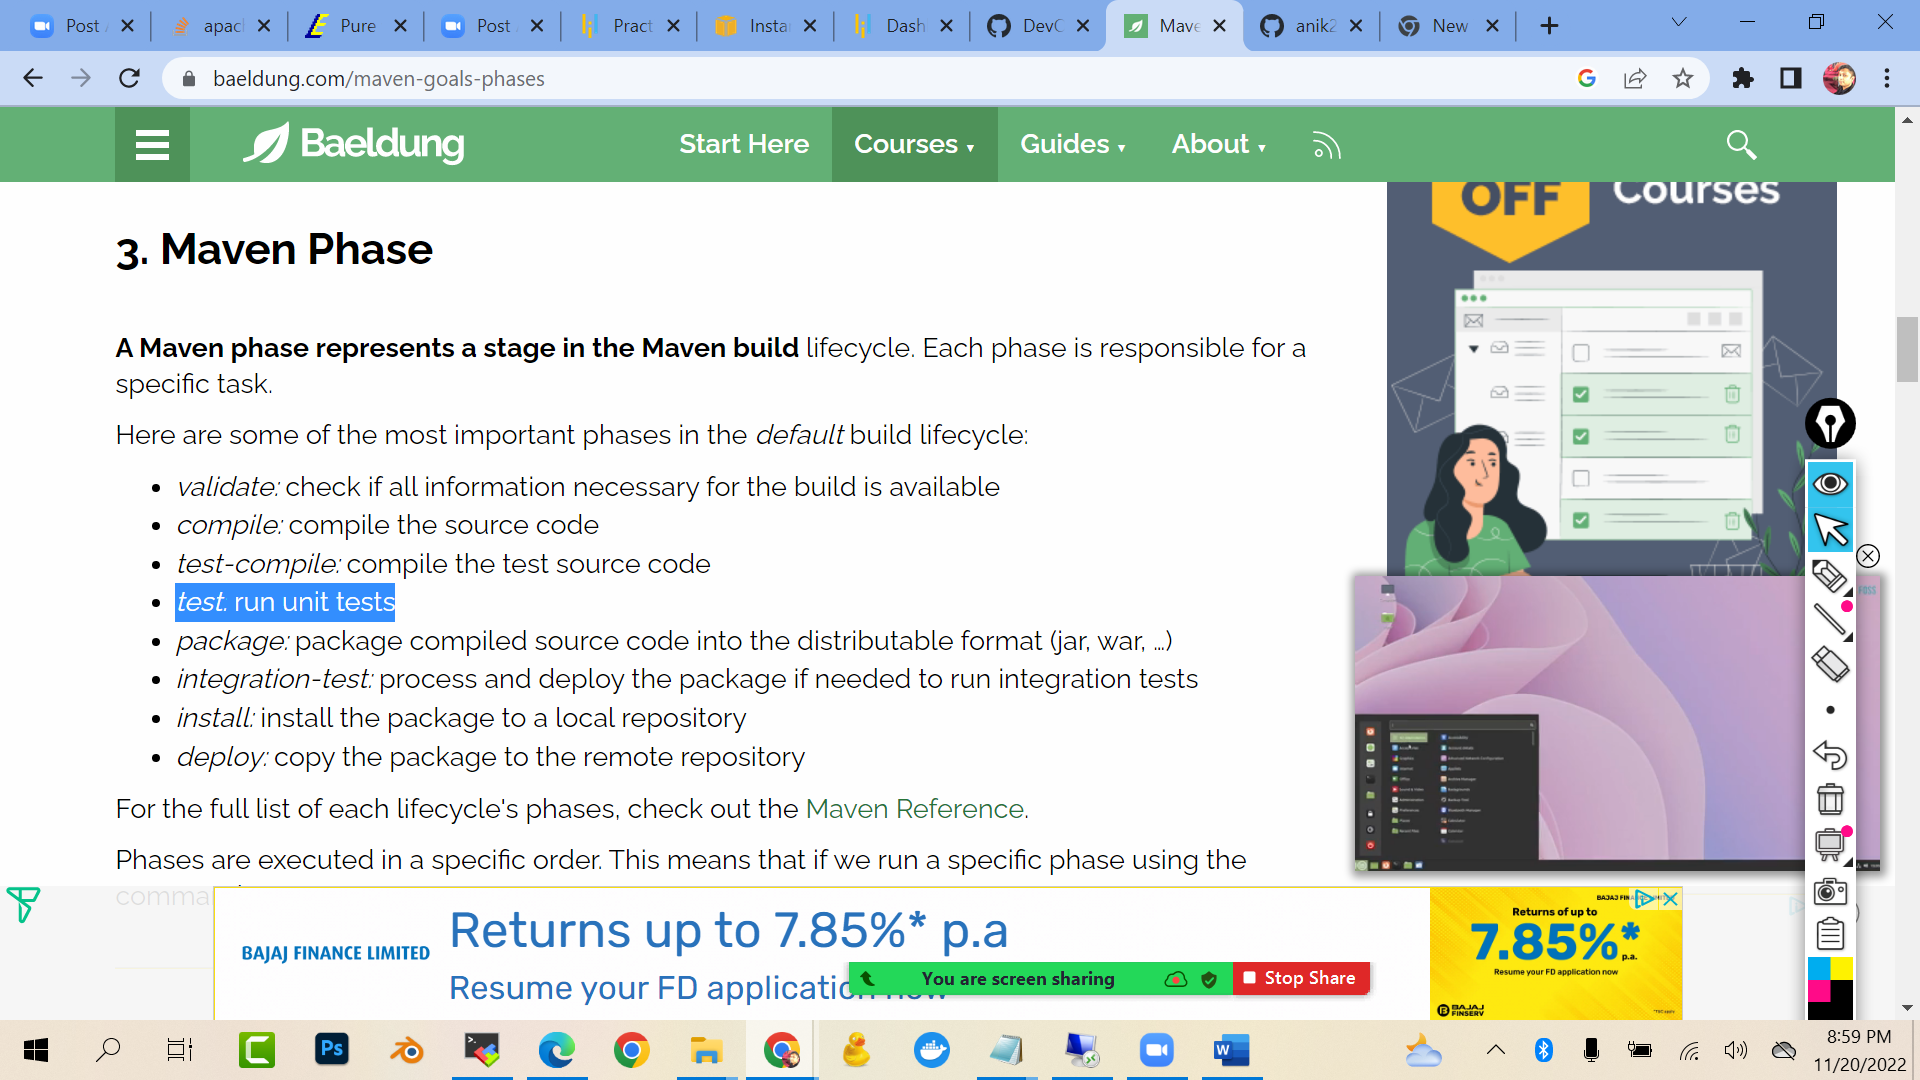 Post
apac
Pure
Post
Pract
Insta
Dash
DevC
Mave
anik2
New
baeldung.com/maven-goals-phases
Baeldung
Start Here
Courses
Guides
About
OFF
Courses
3. Maven Phase
A Maven phase represents a stage in the Maven build lifecycle. Each phase is responsible for a
specific task.
Here are some of the most important phases in the default build lifecycle:
• validate: check if all information necessary for the build is available
• compile: compile the source code
• test-compile: compile the test source code
• test: run unit tests
• package: package compiled source code into the distributable format (jar, war, …)
• integration-test: process and deploy the package if needed to run integration tests
• install: install the package to a local repository
• deploy: copy the package to the remote repository
For the full list of each lifecycle's phases, check out the Maven Reference.
Phases are executed in a specific order. This means that if we run a specific phase using the
comma
FOSS
BAJAJ FINANCE LIMITED
Returns up to 7.85%* p.a
Resume your FD application now
You are screen sharing
Stop Share
Returns of up to
7.85%*
p.a.
Resume your FD application now
BAJAJ
FINSERV
Ps
W
8:59 PM
11/20/2022